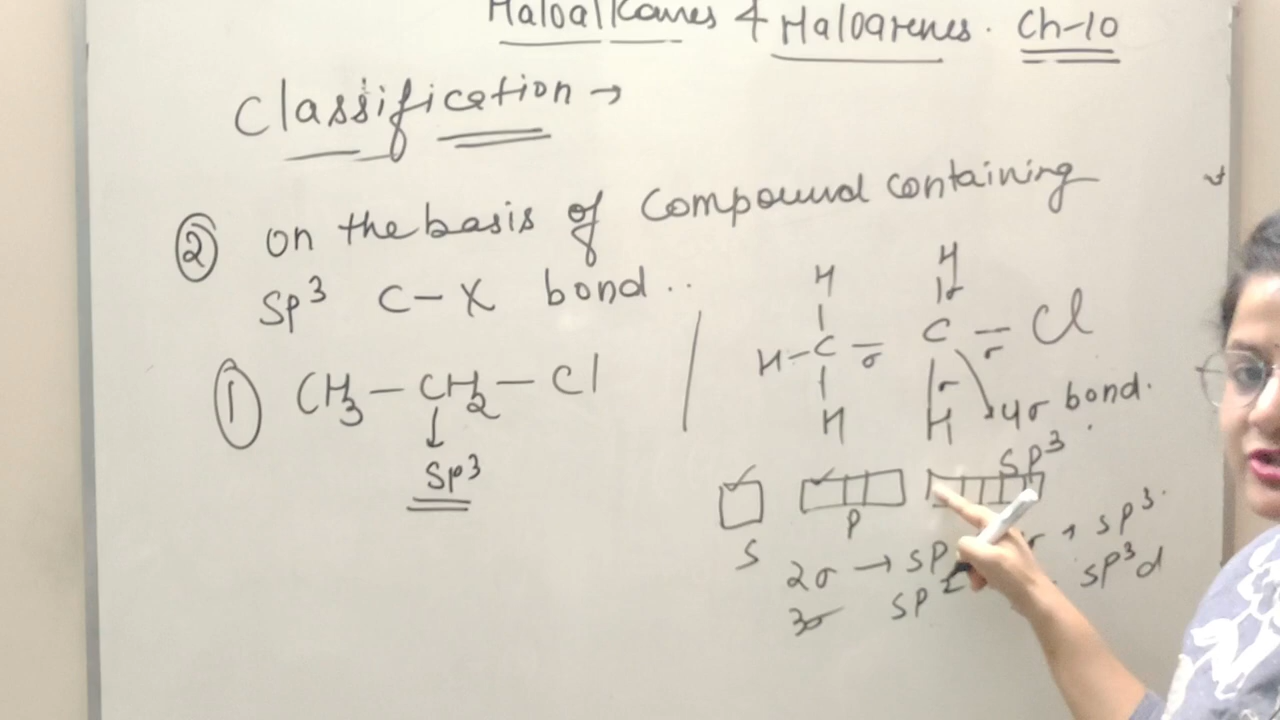 Haloalkanes & Haloarenes. Ch-10
Classification →
② on the basis of Compound containing
Sp³ C-X bond..
① CH₃-CH₂-Cl
↓
Sp³
H H
| |σ
H-C-σ C-σ Cl
| |σ
H H 4σ bond.
Sp³
S P
2σ → SP σ → SP³
3σ SP² SP³d